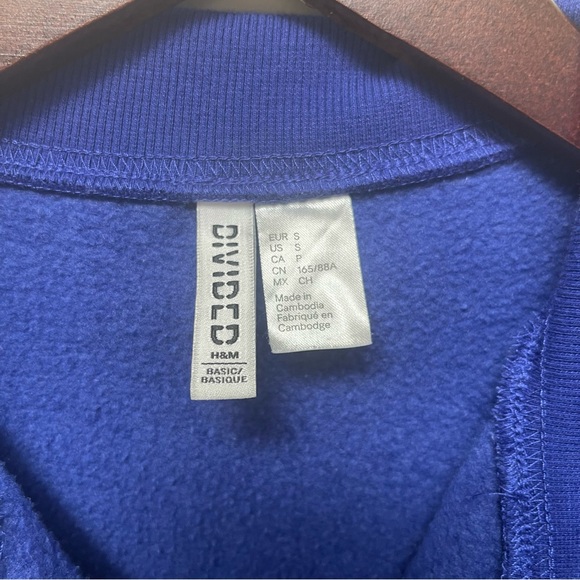 DIVIDED
H&M
BASIC/
BASIQUE
EUR S
US S
CA P
CN 165/88A
MX CH
Made in
Cambodia
Fabriqué en
Cambodge